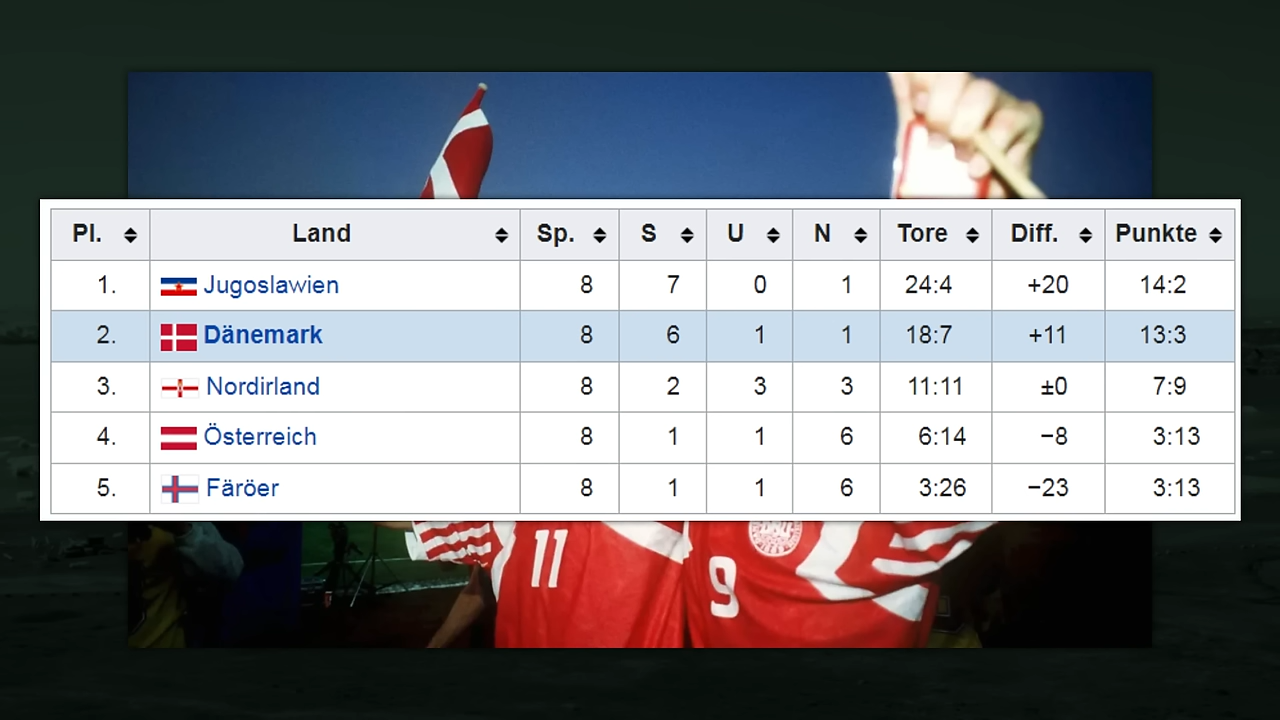 Pl. Land Sp. S U N Tore Diff. Punkte
1. Jugoslawien 8 7 0 1 24:4 +20 14:2
2. Dänemark 8 6 1 1 18:7 +11 13:3
3. Nordirland 8 2 3 3 11:11 ±0 7:9
4. Österreich 8 1 1 6 6:14 −8 3:13
5. Färöer 8 1 1 6 3:26 −23 3:13
DBU
11 9